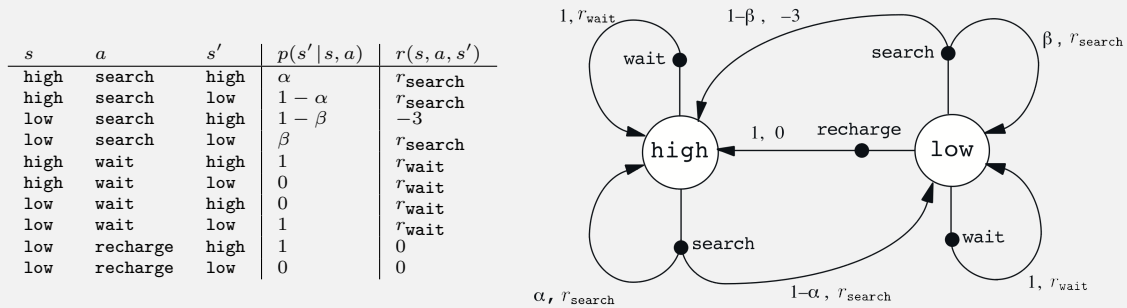 s a s′ p(s′|s, a) r(s, a, s′)
high search high α r_search
high search low 1 − α r_search
low search high 1 − β −3
low search low β r_search
high wait high 1 r_wait
high wait low 0 r_wait
low wait high 0 r_wait
low wait low 1 r_wait
low recharge high 1 0
low recharge low 0 0
1, r_wait
1–β , –3
β, r_search
wait
search
high
1, 0
recharge
low
search
wait
α, r_search
1–α , r_search
1, r_wait